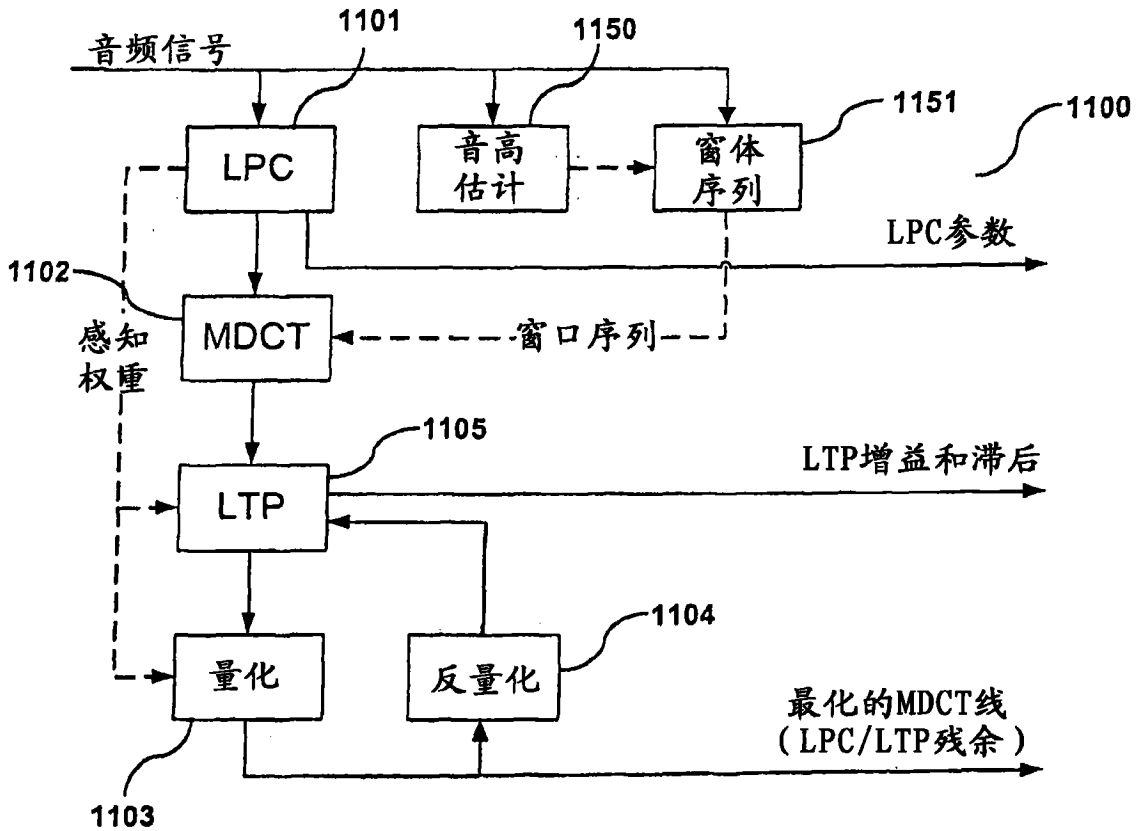 音频信号
1101
1150
1151
1100
LPC
音高
估计
窗体
序列
LPC参数
1102
MDCT
窗口序列
感知
权重
1105
LTP
LTP增益和滞后
1104
量化
反量化
最化的MDCT线
(LPC/LTP残余)
1103